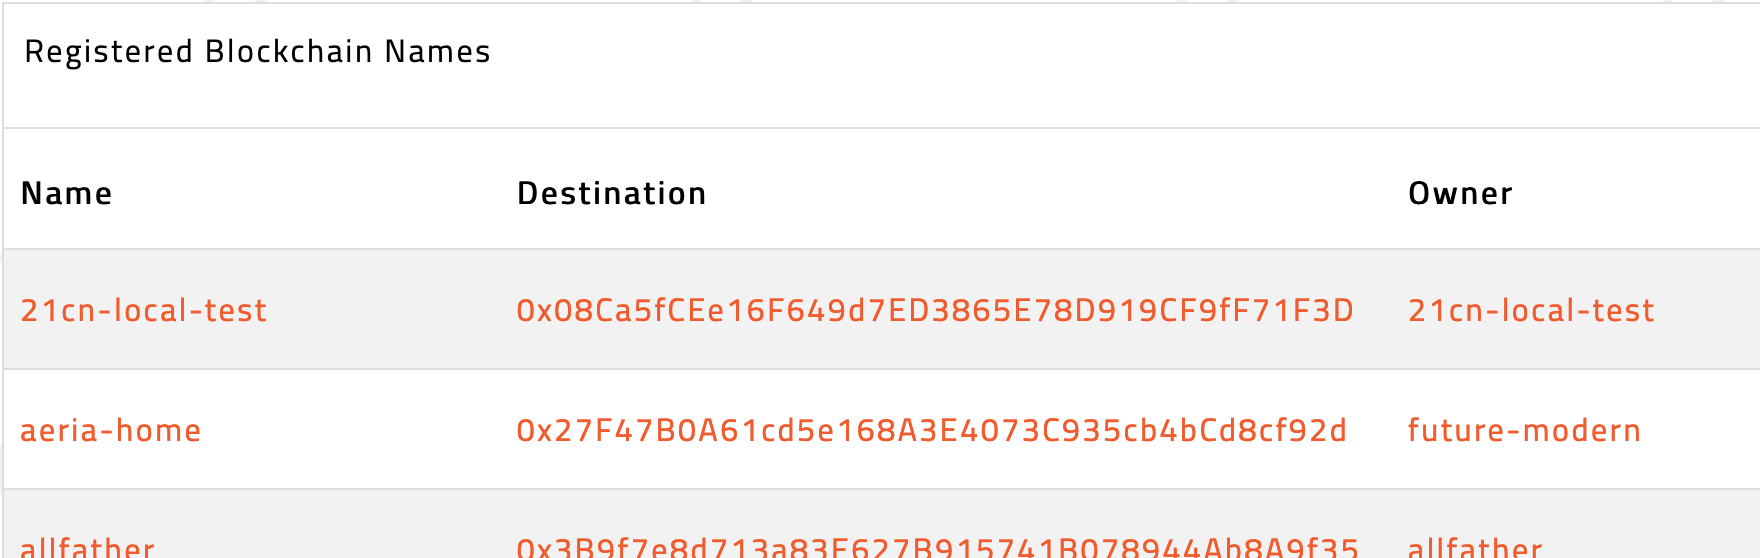 Registered Blockchain Names
Name Destination Owner
21cn-local-test 0x08Ca5fCEe16F649d7ED3865E78D919CF9fF71F3D 21cn-local-test
aeria-home 0x27F47B0A61cd5e168A3E4073C935cb4bCd8cf92d future-modern
allfather 0x3B9f7e8d713a83F627B915741B078944Ab8A9f35 allfather